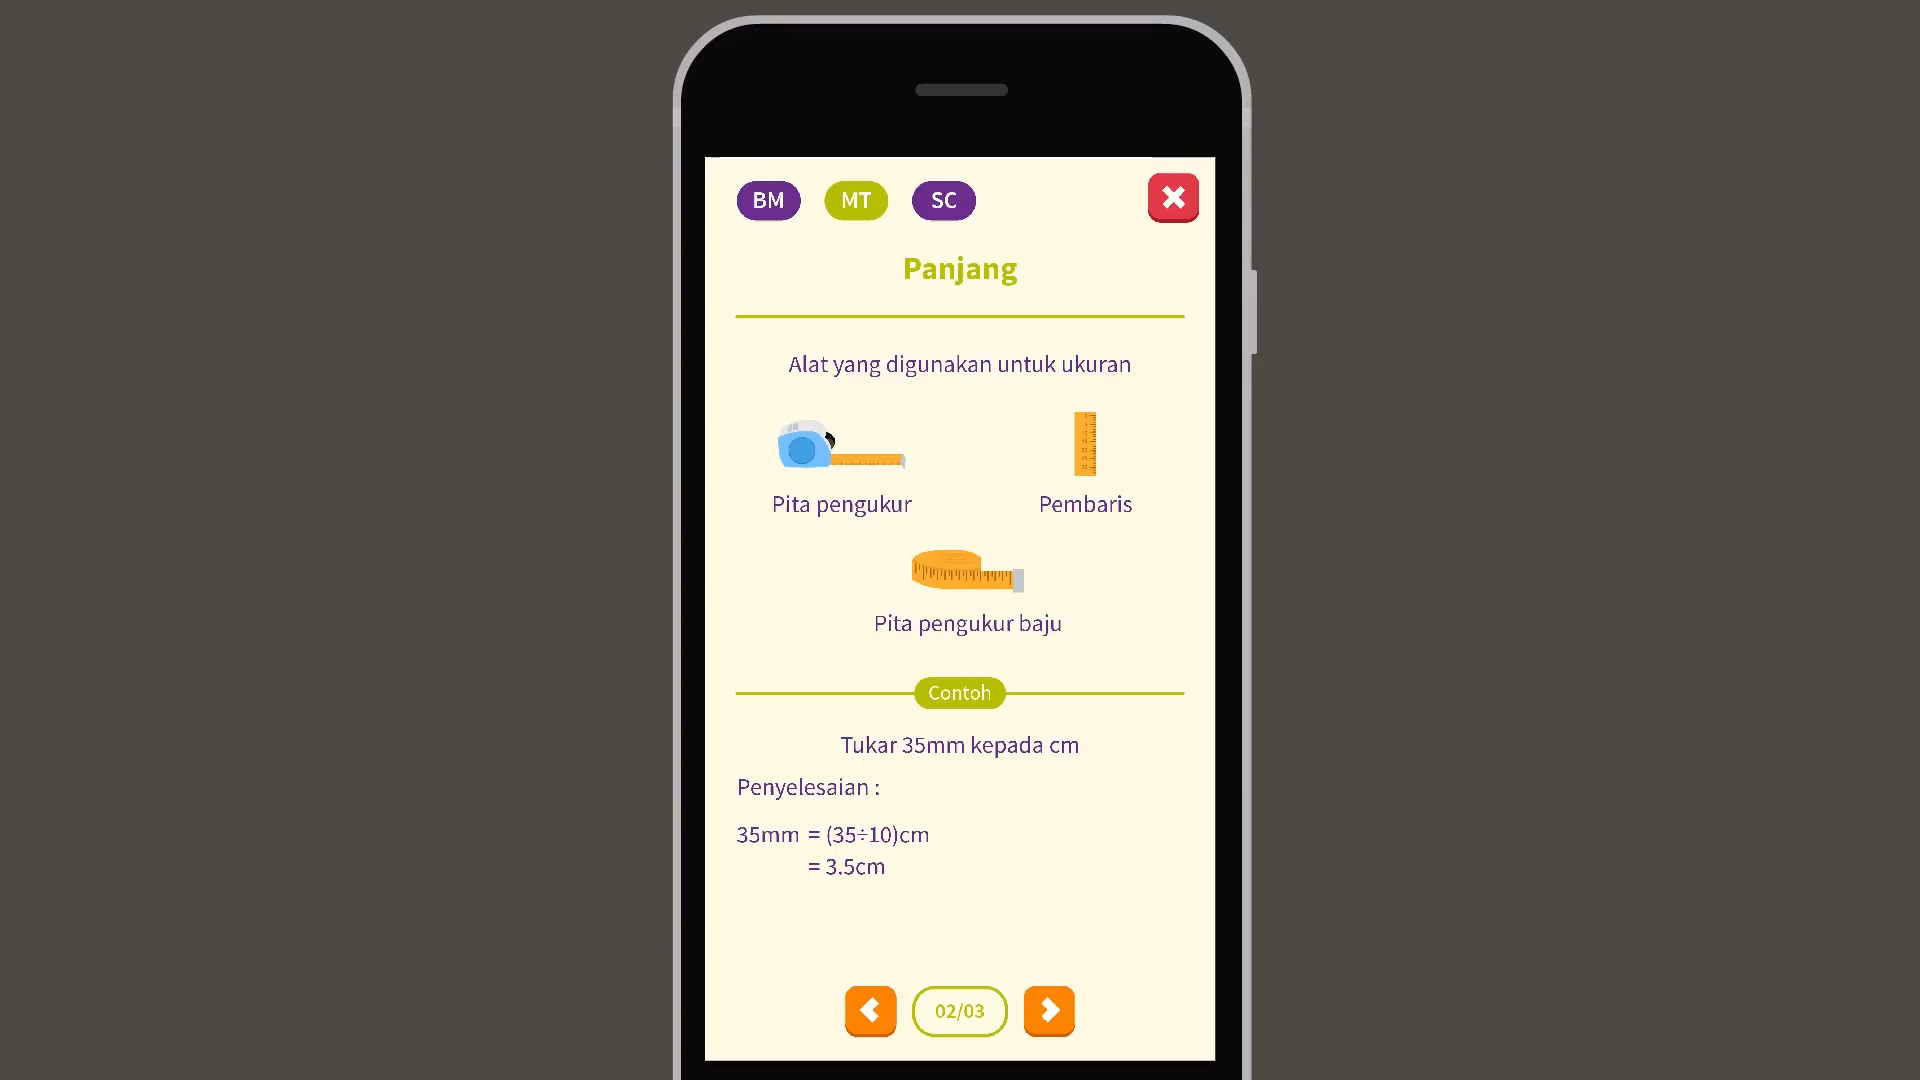 BM MT SC
Panjang
Alat yang digunakan untuk ukuran
Pita pengukur
Pembaris
Pita pengukur baju
Contoh
Tukar 35mm kepada cm
Penyelesaian :
35mm = (35÷10)cm
= 3.5cm
02/03